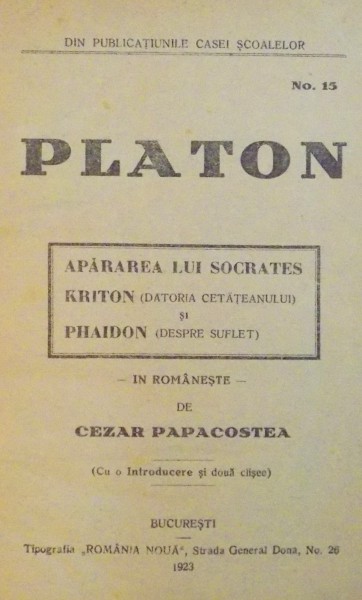 DIN PUBLICAȚIUNILE CASEI ȘCOALELOR
No. 15
PLATON
APĂRAREA LUI SOCRATES
KRITON (DATORIA CETĂȚEANULUI)
ȘI
PHAIDON (DESPRE SUFLET)
— IN ROMÂNEȘTE —
DE
CEZAR PAPACOSTEA
(Cu o Introducere și două clișee)
BUCUREȘTI
Tipografia „ROMÂNIA NOUĂ“, Strada General Dona, No. 26
1923